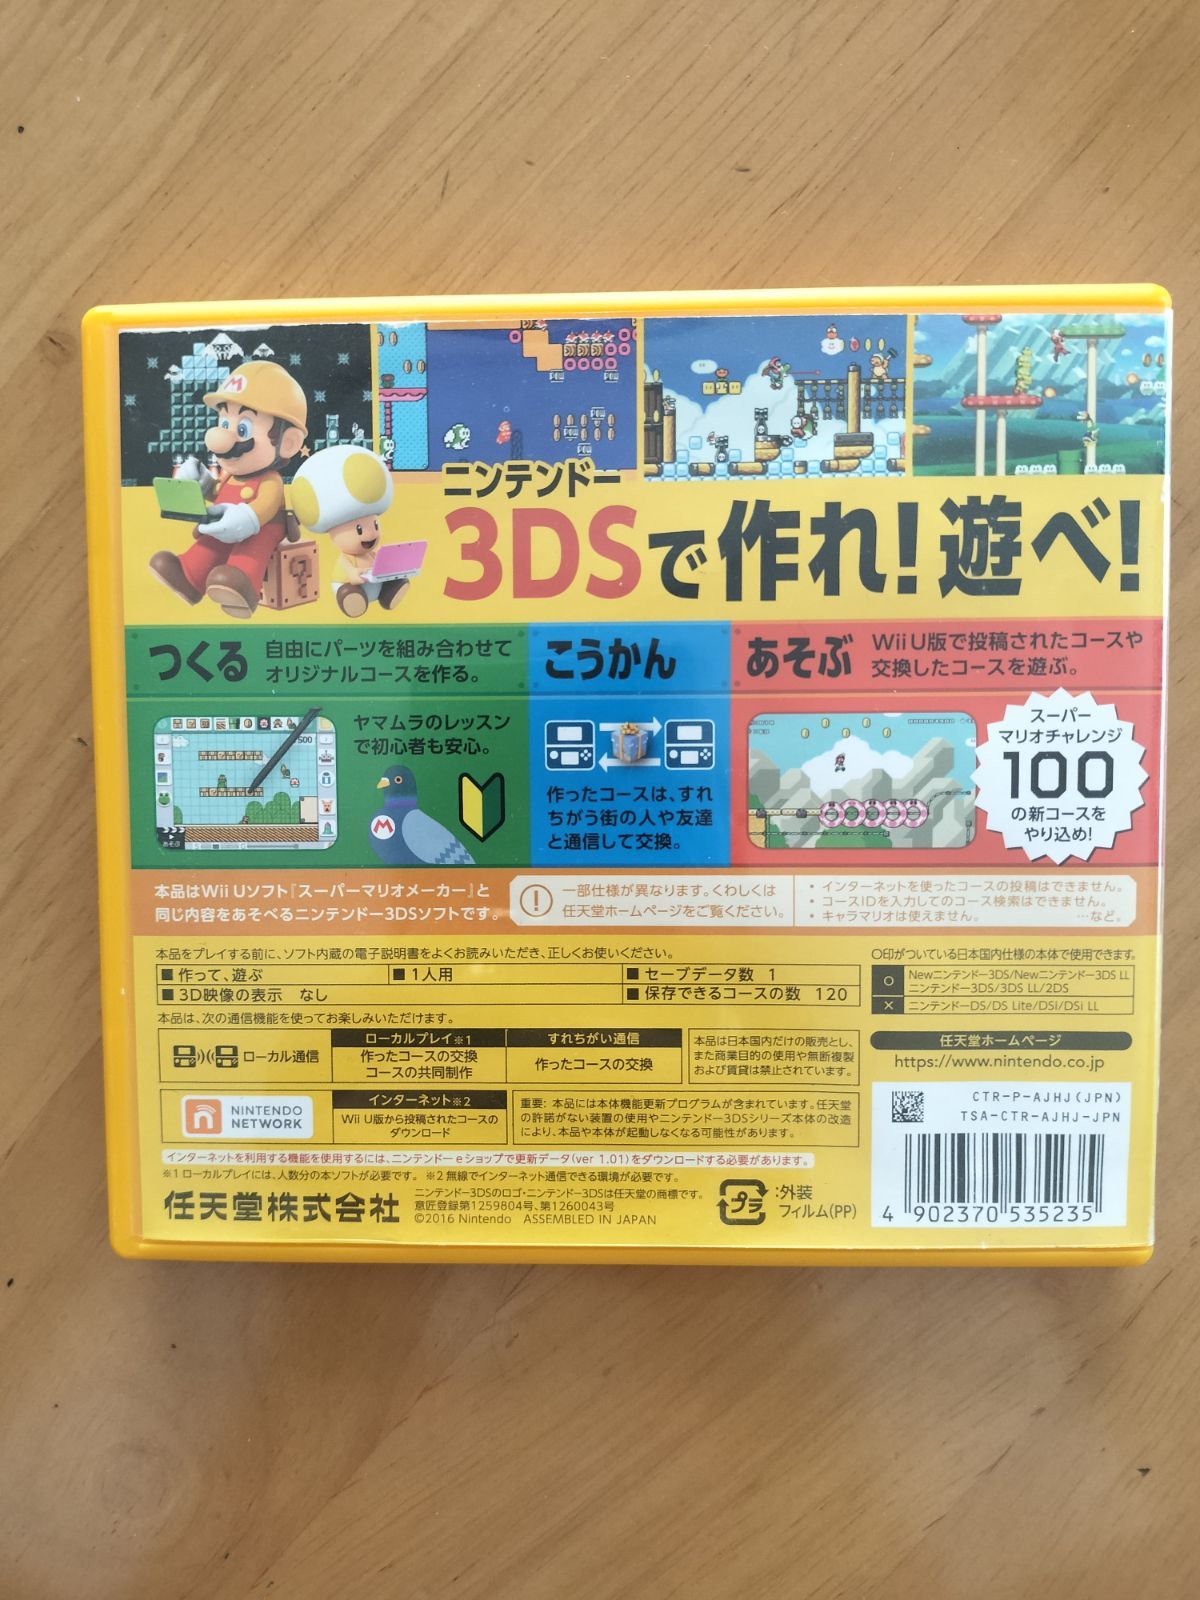 ニンテンドー
3DSで作れ!遊べ!
つくる
自由にパーツを組み合わせて
オリジナルコースを作る。
ヤマムラのレッスン
で初心者も安心。
こうかん
作ったコースは、すれ
ちがう街の人や友達
と通信して交換。
あそぶ
Wii U版で投稿されたコースや
交換したコースを遊ぶ。
スーパー
マリオチャレンジ
100
の新コースを
やり込め!
本品はWii Uソフト『スーパーマリオメーカー』と
同じ内容をあそべるニンテンドー3DSソフトです。
一部仕様が異なります。くわしくは
任天堂ホームページをご覧ください。
・インターネットを使ったコースの投稿はできません。
・コースIDを入力してのコース検索はできません。
・キャラマリオは使えません。 …など。
本品をプレイする前に、ソフト内蔵の電子説明書をよくお読みいただき、正しくお使いください。
■ 作って、遊ぶ
■ 1人用
■ セーブデータ数 1
■ 3D映像の表示 なし
■ 保存できるコースの数 120
○印がついている日本国内仕様の本体で使用できます。
○ Newニンテンドー3DS/Newニンテンドー3DS LL
ニンテンドー3DS/3DS LL/2DS
× ニンテンドーDS/DS Lite/DSi/DSi LL
本品は、次の通信機能を使ってお楽しみいただけます。
ローカル通信
ローカルプレイ※1
作ったコースの交換
コースの共同制作
すれちがい通信
作ったコースの交換
本品は日本国内だけの販売とし、
また商業目的の使用や無断複製
および賃貸は禁止されています。
任天堂ホームページ
https://www.nintendo.co.jp
NINTENDO
NETWORK
インターネット※2
Wii U版から投稿されたコースの
ダウンロード
重要: 本品には本体機能更新プログラムが含まれています。任天堂
の許諾がない装置の使用やニンテンドー3DSシリーズ本体の改造
により、本品や本体が起動しなくなる可能性があります。
CTR-P-AJHJ(JPN)
TSA-CTR-AJHJ-JPN
インターネットを利用する機能を使用するには、ニンテンドーeショップで更新データ(ver 1.01)をダウンロードする必要があります。
※1 ローカルプレイには、人数分の本ソフトが必要です。 ※2 無線でインターネット通信できる環境が必要です。
任天堂株式会社
ニンテンドー3DSのロゴ・ニンテンドー3DSは任天堂の商標です。
意匠登録第1259804号、第1260043号
©2016 Nintendo ASSEMBLED IN JAPAN
プラ
:外装
フィルム(PP)
4 902370 535235